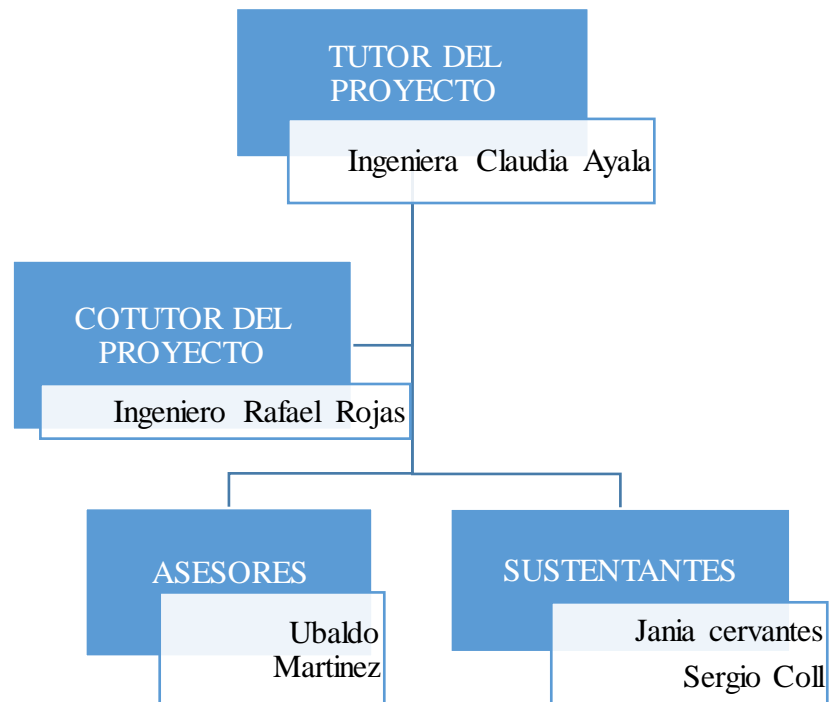 TUTOR DEL
PROYECTO
Ingeniera Claudia Ayala
COTUTOR DEL
PROYECTO
Ingeniero Rafael Rojas
ASESORES
Ubaldo
Martinez
SUSTENTANTES
Jania cervantes
Sergio Coll